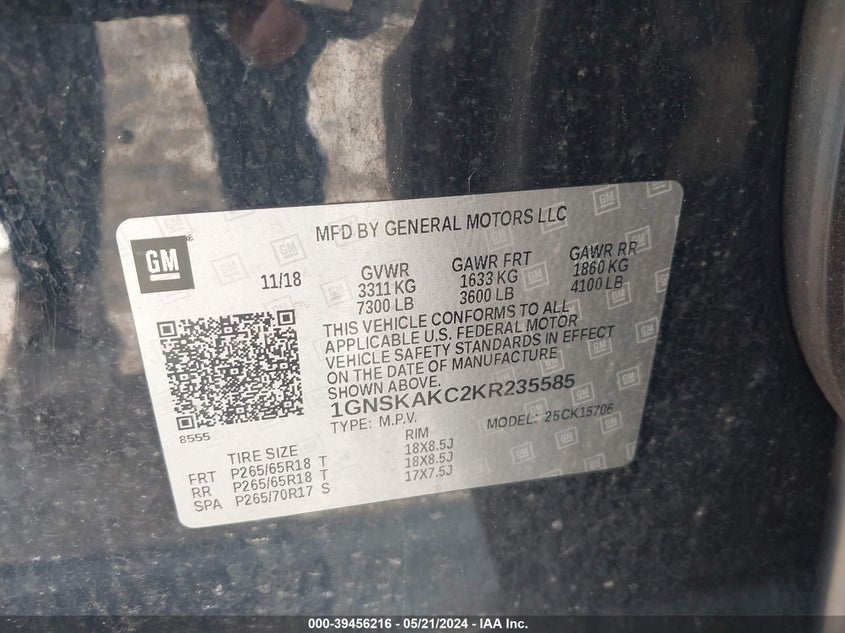 MFD BY GENERAL MOTORS LLC
GM
11/18
GVWR GAWR FRT GAWR RR
3311 KG 1633 KG 1860 KG
7300 LB 3600 LB 4100 LB
THIS VEHICLE CONFORMS TO ALL
APPLICABLE U.S. FEDERAL MOTOR
VEHICLE SAFETY STANDARDS IN EFFECT
ON THE DATE OF MANUFACTURE
SHOWN ABOVE.
1GNSKAKC2KR235585
TYPE: M.P.V. MODEL: 25CK15706
8555
TIRE SIZE RIM
FRT P265/65R18 T 18X8.5J
RR P265/65R18 T 18X8.5J
SPA P265/70R17 S 17X7.5J
000-39456216 - 05/21/2024 - IAA Inc.